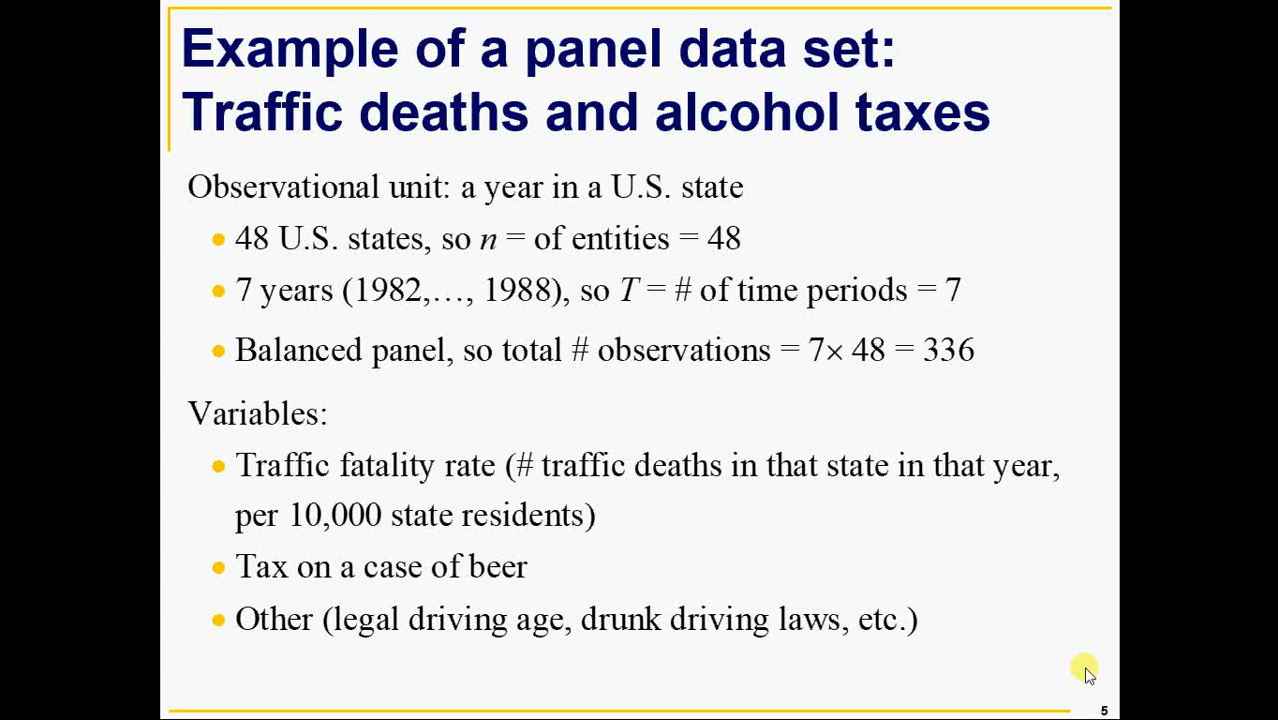 Example of a panel data set:
Traffic deaths and alcohol taxes
Observational unit: a year in a U.S. state
• 48 U.S. states, so n = of entities = 48
• 7 years (1982,…, 1988), so T = # of time periods = 7
• Balanced panel, so total # observations = 7× 48 = 336
Variables:
• Traffic fatality rate (# traffic deaths in that state in that year,
per 10,000 state residents)
• Tax on a case of beer
• Other (legal driving age, drunk driving laws, etc.)
5